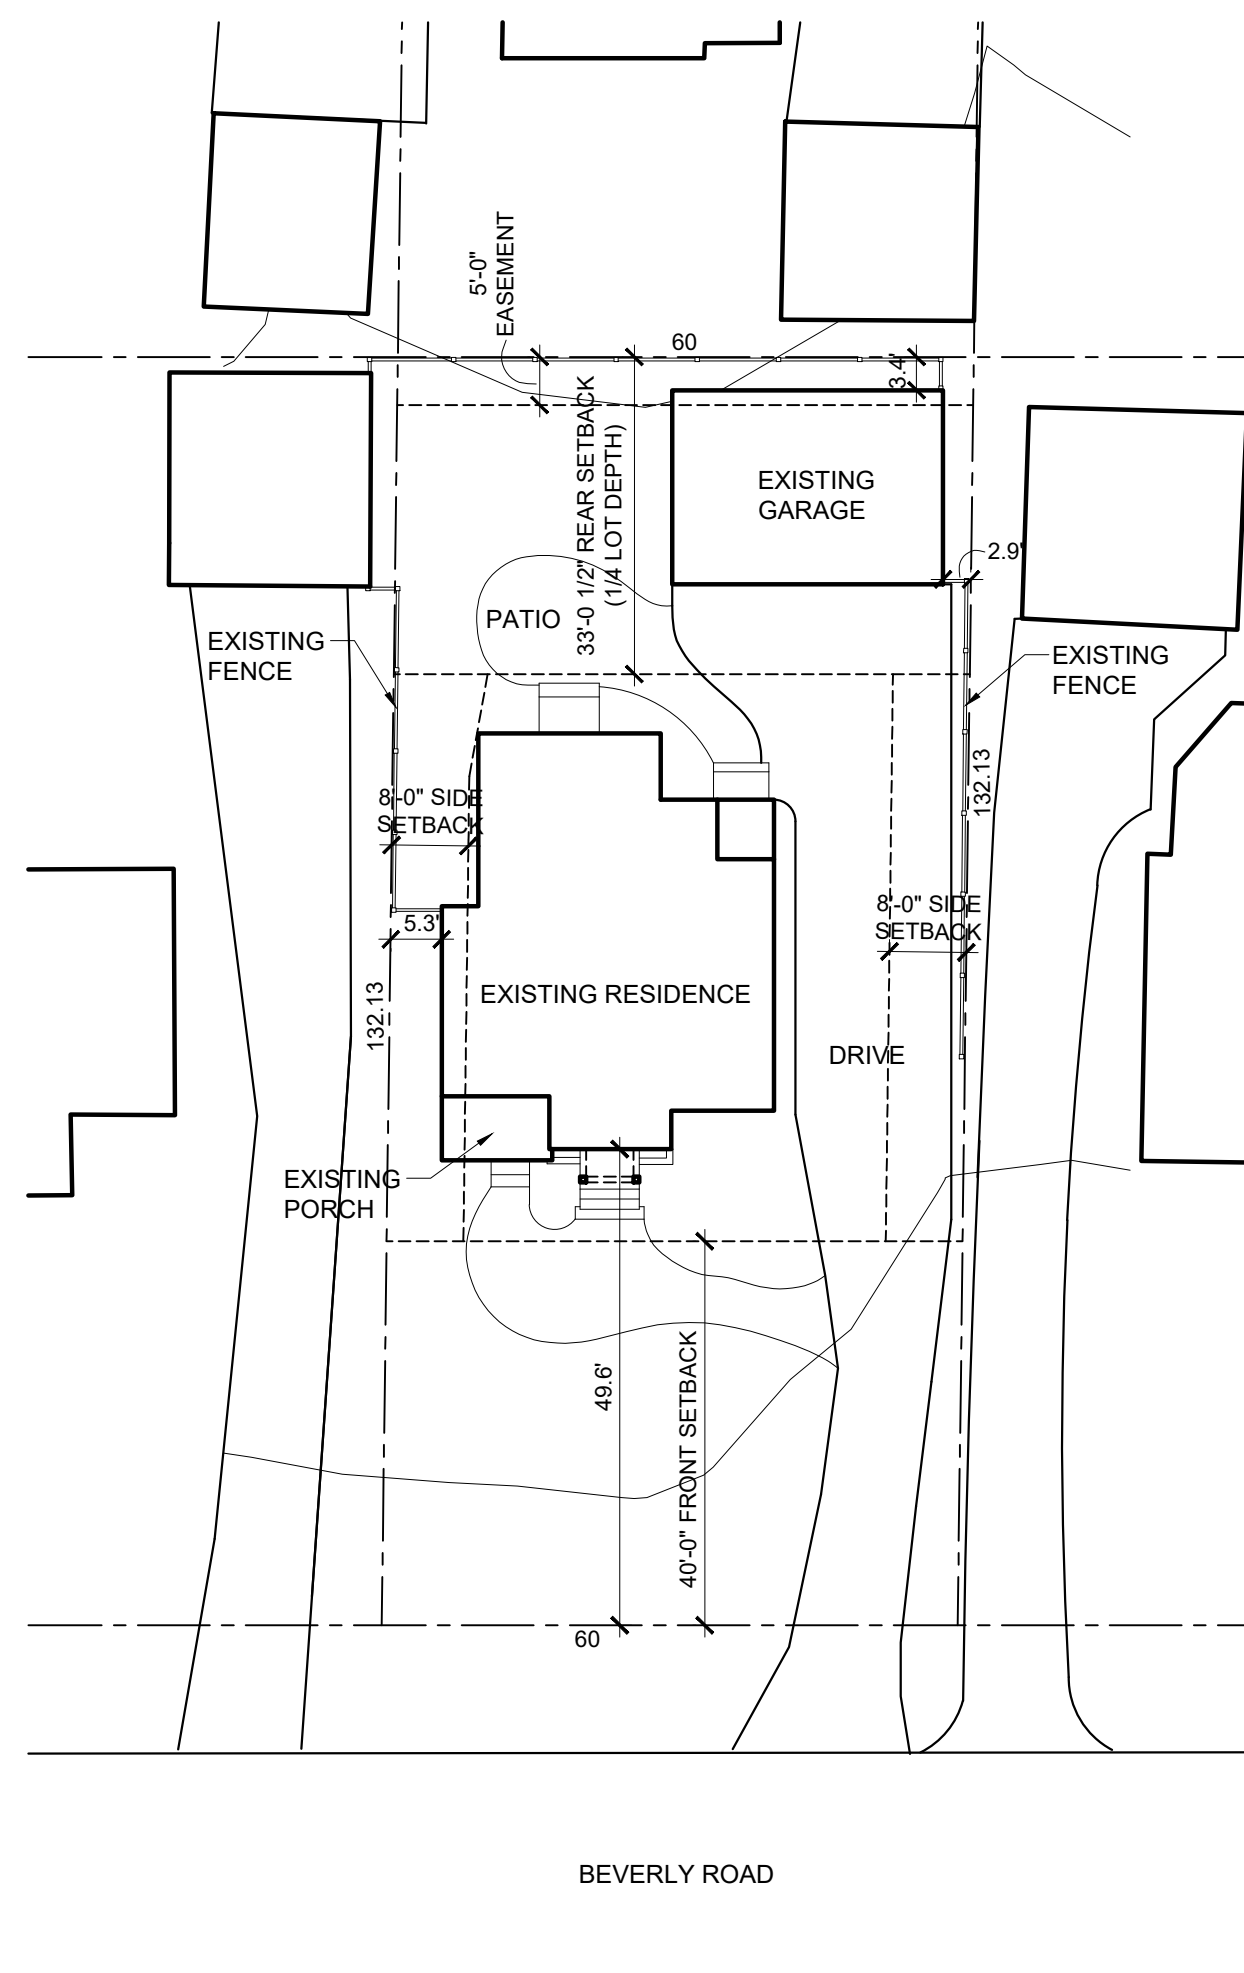 5'-0"
EASEMENT
60
3.4'
33'-0 1/2" REAR SETBACK
(1/4 LOT DEPTH)
EXISTING
GARAGE
2.9'
PATIO
EXISTING
FENCE
EXISTING
FENCE
132.13
8'-0" SIDE
SETBACK
8'-0" SIDE
SETBACK
5.3'
132.13
EXISTING RESIDENCE
DRIVE
EXISTING
PORCH
49.6'
40'-0" FRONT SETBACK
60
BEVERLY ROAD